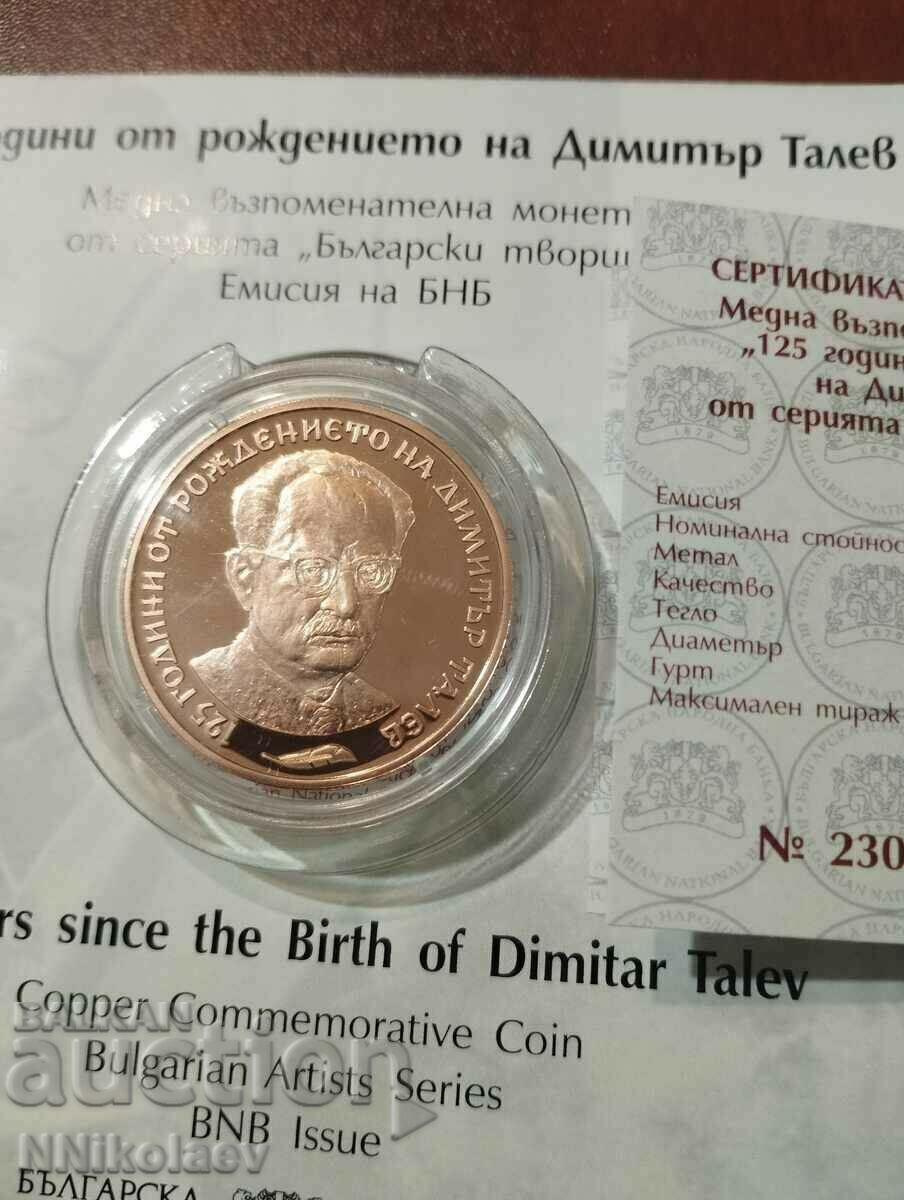 одини от рождението на Димитър Талев
Медна възпоменателна монет
от серията „Български творц
Емисия на БНБ
СЕРТИФИКАТ
Медна възпо
„125 годин
на Ди
от серията
Емисия
Номинална стойнос
Метал
Качество
Тегло
Диаметър
Гурт
Максимален тираж
№ 230
125 ГОДИНИ ОТ РОЖДЕНИЕТО НА ДИМИТЪР ТАЛЕВ
rs since the Birth of Dimitar Talev
Copper Commemorative Coin
Bulgarian Artists Series
BNB Issue
БЪЛГАРСКА
BALKAN
auction
NNikolaev